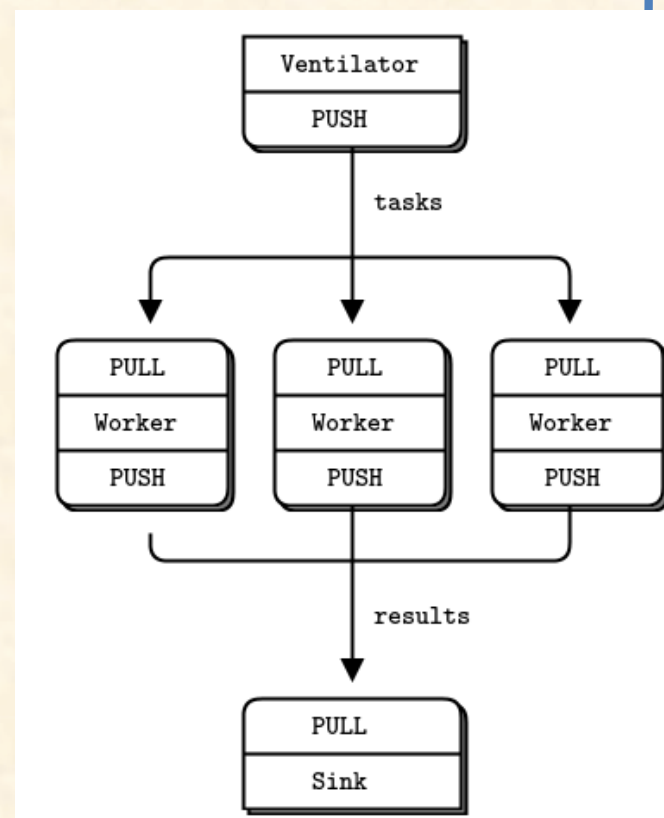 Ventilator
PUSH
tasks
PULL PULL PULL
Worker Worker Worker
PUSH PUSH PUSH
results
PULL
Sink